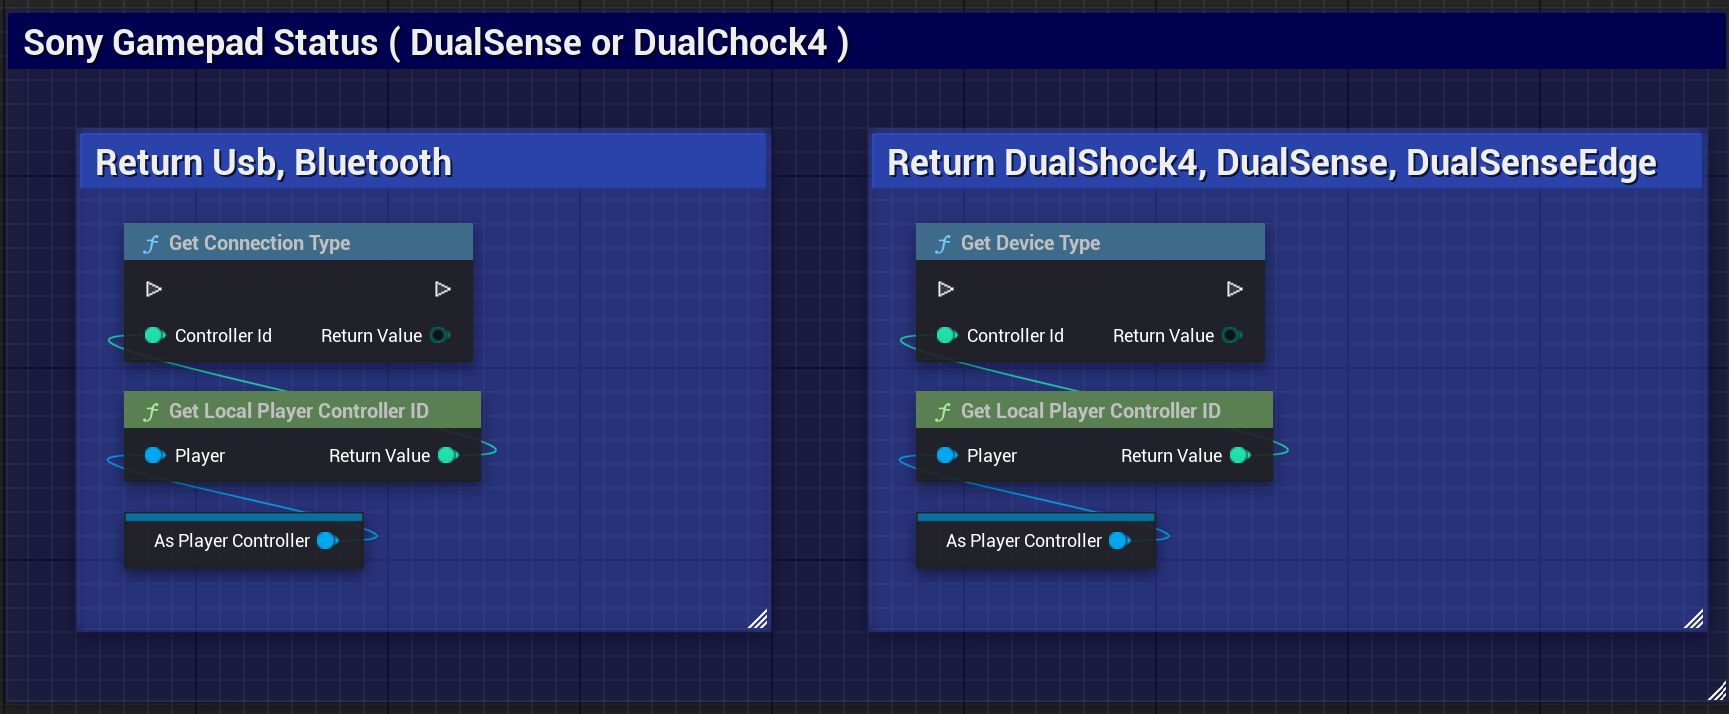 Sony Gamepad Status ( DualSense or DualChock4 )
Return Usb, Bluetooth
Get Connection Type
Controller Id Return Value
Get Local Player Controller ID
Player Return Value
As Player Controller
Return DualShock4, DualSense, DualSenseEdge
Get Device Type
Controller Id Return Value
Get Local Player Controller ID
Player Return Value
As Player Controller